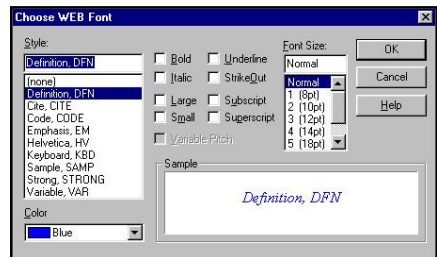 Choose WEB Font
Style:
Definition, DFN
(none)
Definition, DFN
Cite, CITE
Code, CODE
Emphasis, EM
Helvetica, HV
Keyboard, KBD
Sample, SAMP
Strong, STRONG
Variable, VAR
Color
Blue
Bold
Underline
Italic
StrikeOut
Large
Subscript
Small
Superscript
Variable Pitch
Font Size:
Normal
Normal
1 (8pt)
2 (10pt)
3 (12pt)
4 (14pt)
5 (18pt)
OK
Cancel
Help
Sample
Definition, DFN